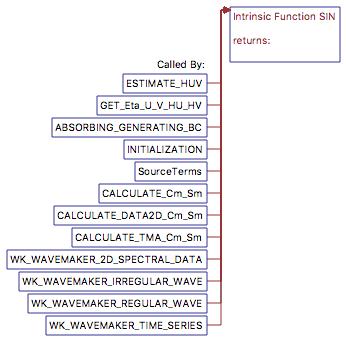 Intrinsic Function SIN
returns:
Called By:
ESTIMATE_HUV
GET_Eta_U_V_HU_HV
ABSORBING_GENERATING_BC
INITIALIZATION
SourceTerms
CALCULATE_Cm_Sm
CALCULATE_DATA2D_Cm_Sm
CALCULATE_TMA_Cm_Sm
WK_WAVEMAKER_2D_SPECTRAL_DATA
WK_WAVEMAKER_IRREGULAR_WAVE
WK_WAVEMAKER_REGULAR_WAVE
WK_WAVEMAKER_TIME_SERIES